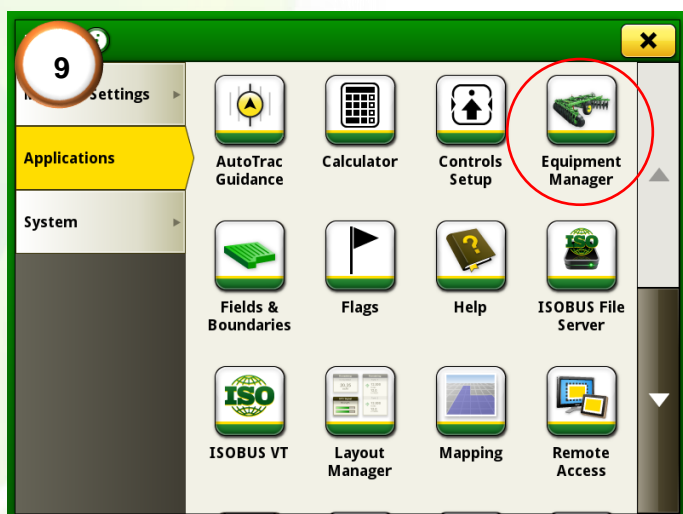 9
Settings
Applications
System
AutoTrac
Guidance
Calculator
Controls
Setup
Equipment
Manager
Fields &
Boundaries
Flags
Help
ISO
ISOBUS File
Server
ISO
ISOBUS VT
Layout
Manager
Mapping
Remote
Access